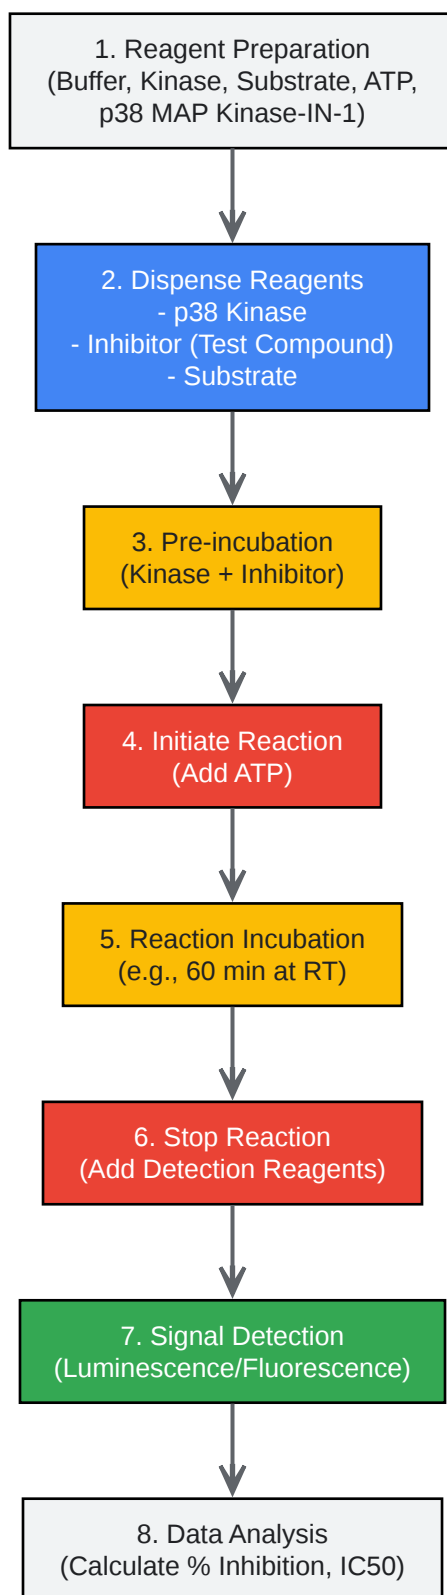 1. Reagent Preparation
(Buffer, Kinase, Substrate, ATP,
p38 MAP Kinase-IN-1)
2. Dispense Reagents
- p38 Kinase
- Inhibitor (Test Compound)
- Substrate
3. Pre-incubation
(Kinase + Inhibitor)
4. Initiate Reaction
(Add ATP)
5. Reaction Incubation
(e.g., 60 min at RT)
6. Stop Reaction
(Add Detection Reagents)
7. Signal Detection
(Luminescence/Fluorescence)
8. Data Analysis
(Calculate % Inhibition, IC50)